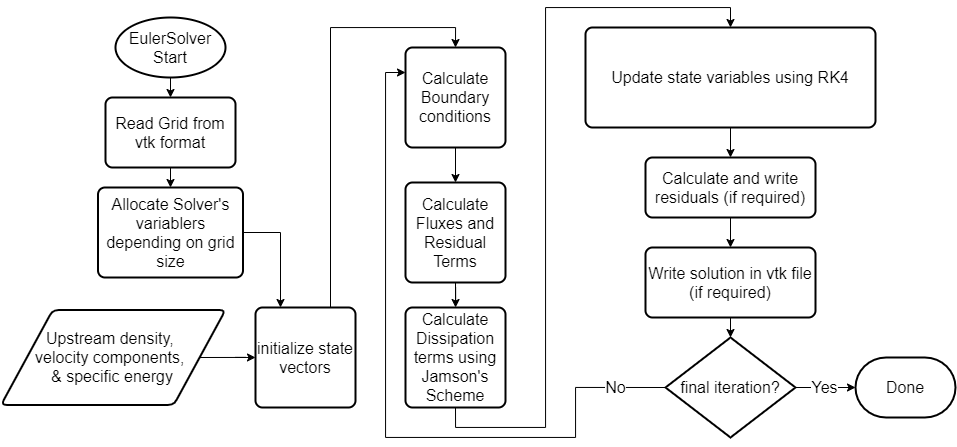 EulerSolver
Start
Read Grid from
vtk format
Allocate Solver's
variablers
depending on grid
size
Upstream density,
velocity components,
& specific energy
initialize state
vectors
Calculate
Boundary
conditions
Calculate
Fluxes and
Residual
Terms
Calculate
Dissipation
terms using
Jamson's
Scheme
Update state variables using RK4
Calculate and write
residuals (if required)
Write solution in vtk file
(if required)
final iteration?
No
Yes
Done